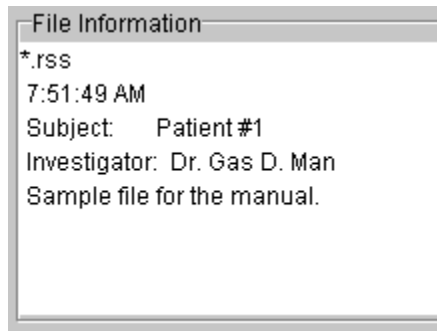 File Information
*.rss
7:51:49 AM
Subject: Patient #1
Investigator: Dr. Gas D. Man
Sample file for the manual.